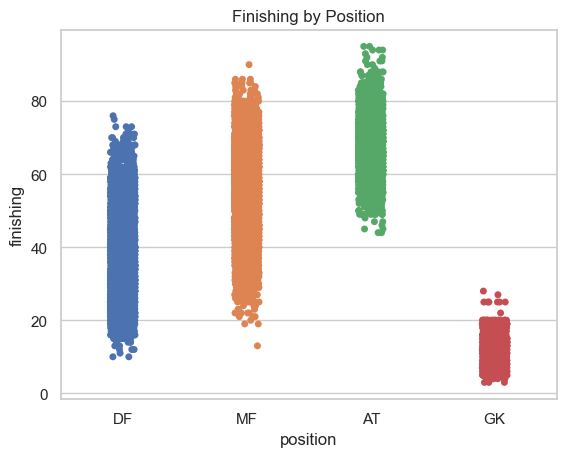 Finishing by Position
finishing
80
60
40
20
0
DF MF AT GK
position